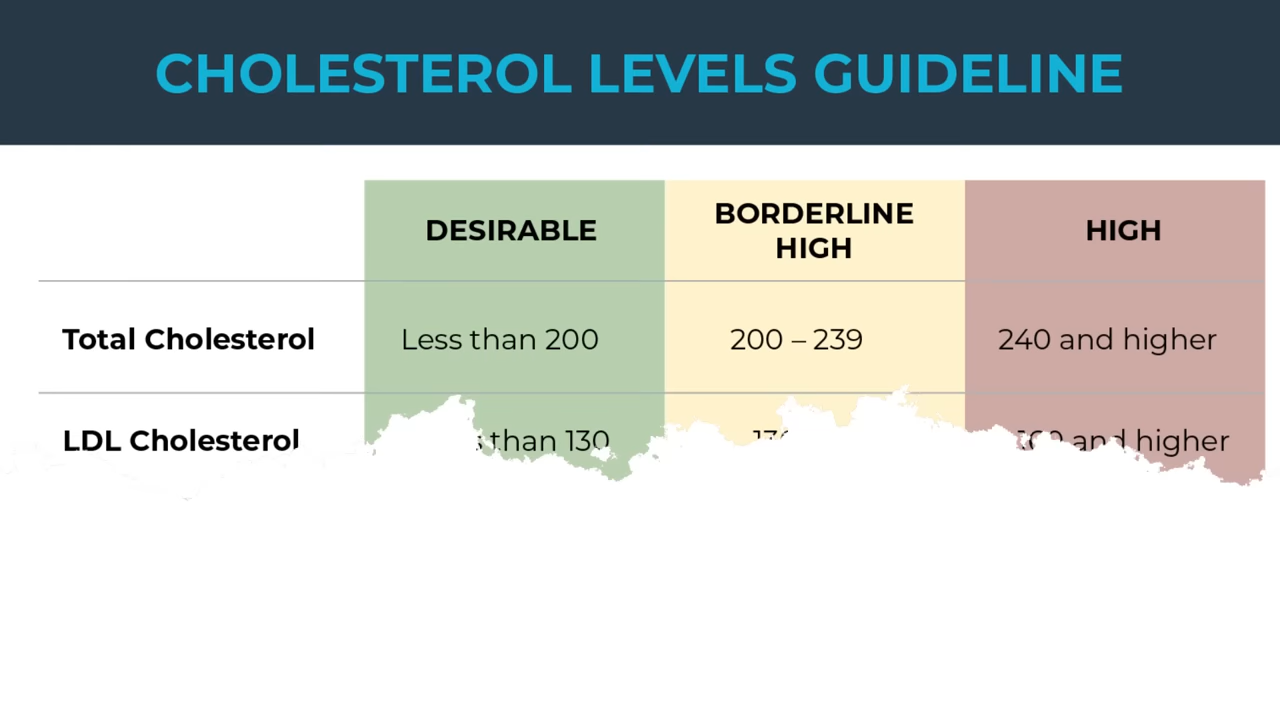 CHOLESTEROL LEVELS GUIDELINE
DESIRABLE
BORDERLINE
HIGH
HIGH
Total Cholesterol
Less than 200
200 – 239
240 and higher
LDL Cholesterol
than 130
and higher